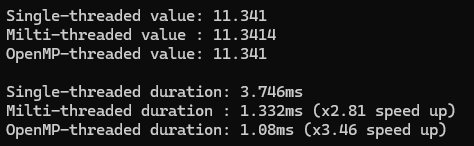 Single-threaded value: 11.341
Milti-threaded value : 11.3414
OpenMP-threaded value: 11.341
Single-threaded duration: 3.746ms
Milti-threaded duration : 1.332ms (x2.81 speed up)
OpenMP-threaded duration: 1.08ms (x3.46 speed up)